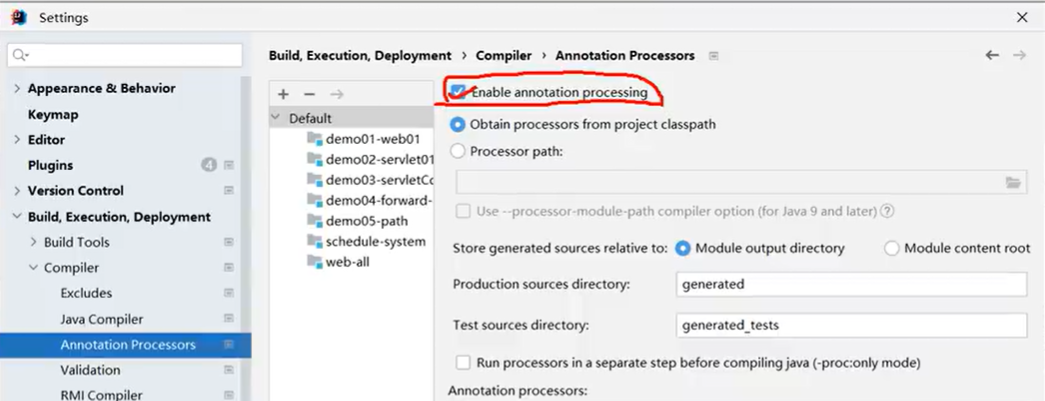 Settings
Build, Execution, Deployment › Compiler › Annotation Processors
Appearance & Behavior
Keymap
Editor
Plugins 4
Version Control
Build, Execution, Deployment
Build Tools
Compiler
Excludes
Java Compiler
Annotation Processors
Validation
RMI Compiler
Default
demo01-web01
demo02-servlet01
demo03-servletCo
demo04-forward-
demo05-path
schedule-system
web-all
Enable annotation processing
Obtain processors from project classpath
Processor path:
Use --processor-module-path compiler option (for Java 9 and later) ?
Store generated sources relative to: Module output directory Module content root
Production sources directory: generated
Test sources directory: generated_tests
Run processors in a separate step before compiling java (-proc:only mode)
Annotation processors: